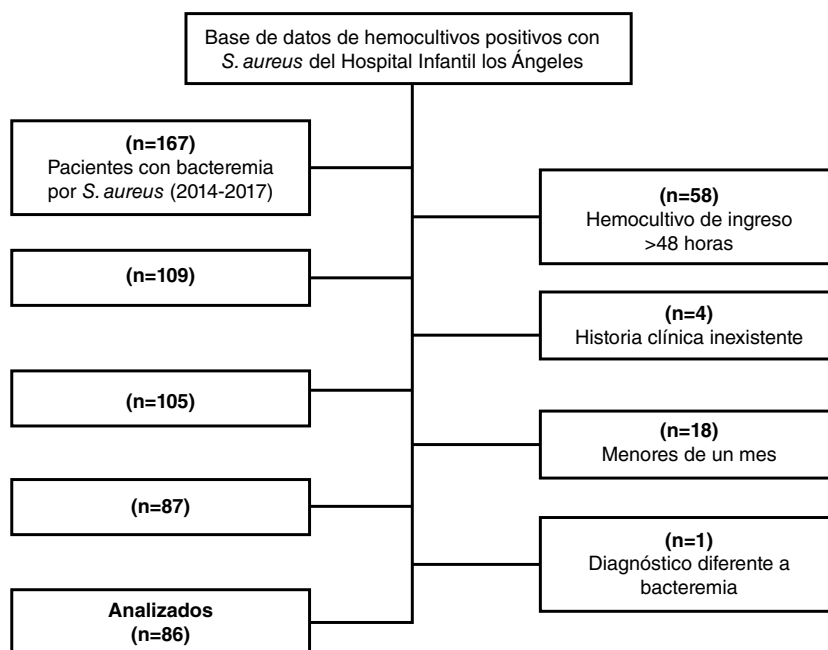 Base de datos de hemocultivos positivos con
S. aureus del Hospital Infantil los Ángeles
(n=167)
Pacientes con bacteremia
por S. aureus (2014-2017)
(n=58)
Hemocultivo de ingreso
>48 horas
(n=109)
(n=4)
Historia clínica inexistente
(n=105)
(n=18)
Menores de un mes
(n=87)
(n=1)
Diagnóstico diferente a
bacteremia
Analizados
(n=86)